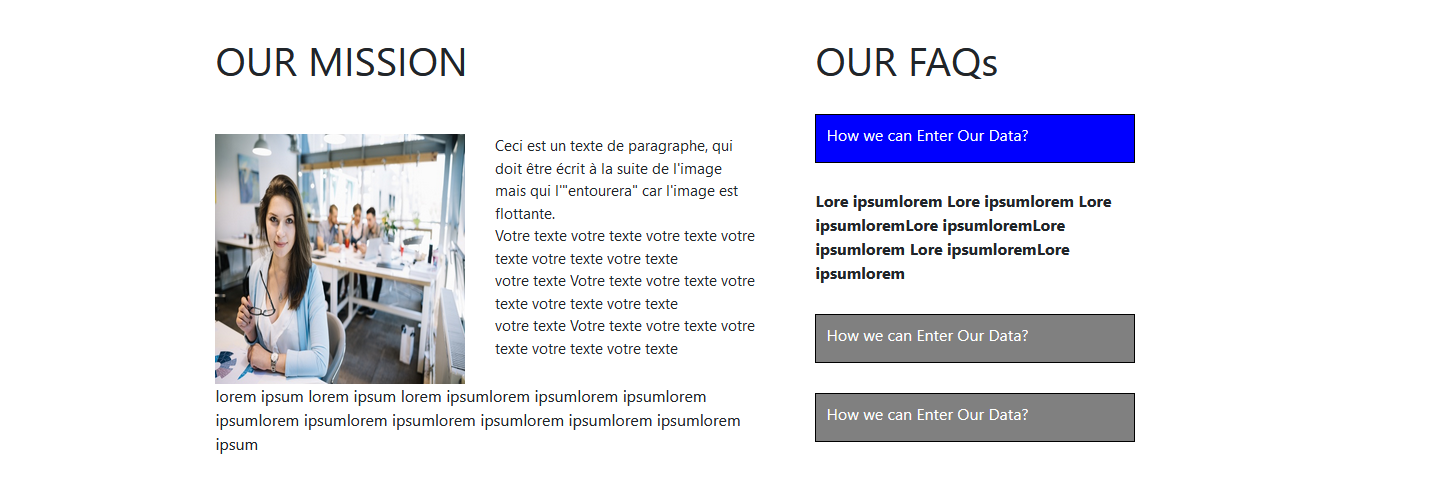 OUR MISSION
Ceci est un texte de paragraphe, qui
doit être écrit à la suite de l'image
mais qui l'"entourera" car l'image est
flottante.
Votre texte votre texte votre texte votre
texte votre texte votre texte
votre texte Votre texte votre texte votre
texte votre texte votre texte
votre texte Votre texte votre texte votre
texte votre texte votre texte
lorem ipsum lorem ipsum lorem ipsumlorem ipsumlorem ipsumlorem
ipsumlorem ipsumlorem ipsumlorem ipsumlorem ipsumlorem ipsumlorem
ipsum
OUR FAQs
How we can Enter Our Data?
Lore ipsumlorem Lore ipsumlorem Lore
ipsumloremLore ipsumloremLore
ipsumlorem Lore ipsumloremLore
ipsumlorem
How we can Enter Our Data?
How we can Enter Our Data?